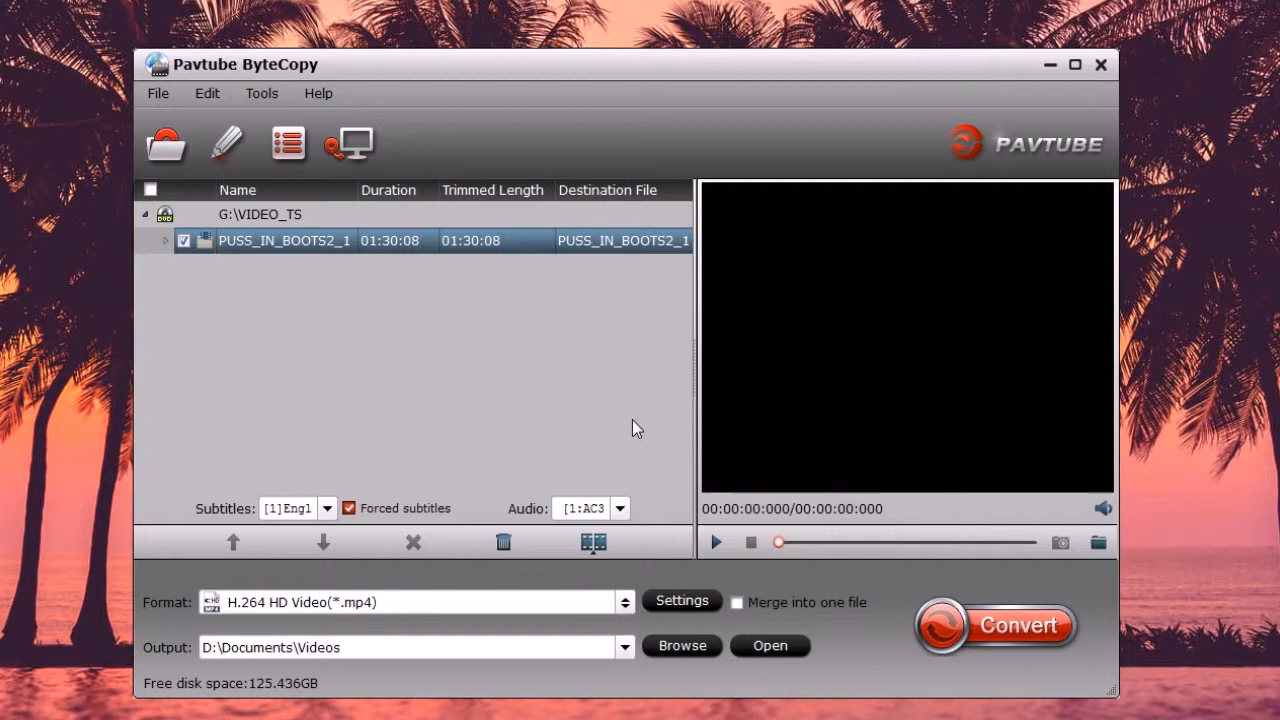 Pavtube ByteCopy
File Edit Tools Help
PAVTUBE
Name Duration Trimmed Length Destination File
DVD G:\VIDEO_TS
PUSS_IN_BOOTS2_1 01:30:08 01:30:08 PUSS_IN_BOOTS2_1
Subtitles: [1]Engl Forced subtitles Audio: [1:AC3
00:00:00:000/00:00:00:000
Format: HD MP4 H.264 HD Video(*.mp4) Settings Merge into one file
Convert
Output: D:\Documents\Videos Browse Open
Free disk space:125.436GB